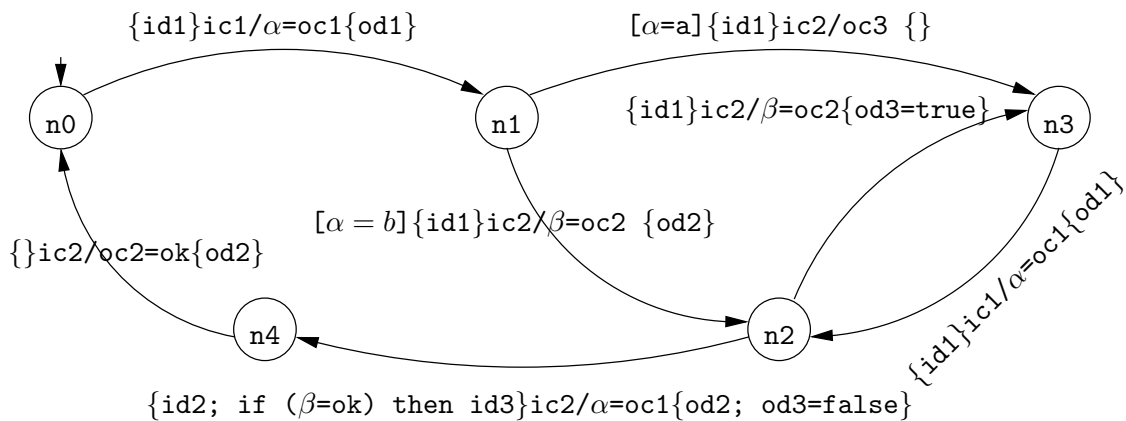 {id1}ic1/α=oc1{od1}
[α=a]{id1}ic2/oc3 {}
n0
n1
{id1}ic2/β=oc2{od3=true}
n3
[α = b]{id1}ic2/β=oc2 {od2}
{}ic2/oc2=ok{od2}
{id1}ic1/α=oc1{od1}
n4
n2
{id2; if (β=ok) then id3}ic2/α=oc1{od2; od3=false}